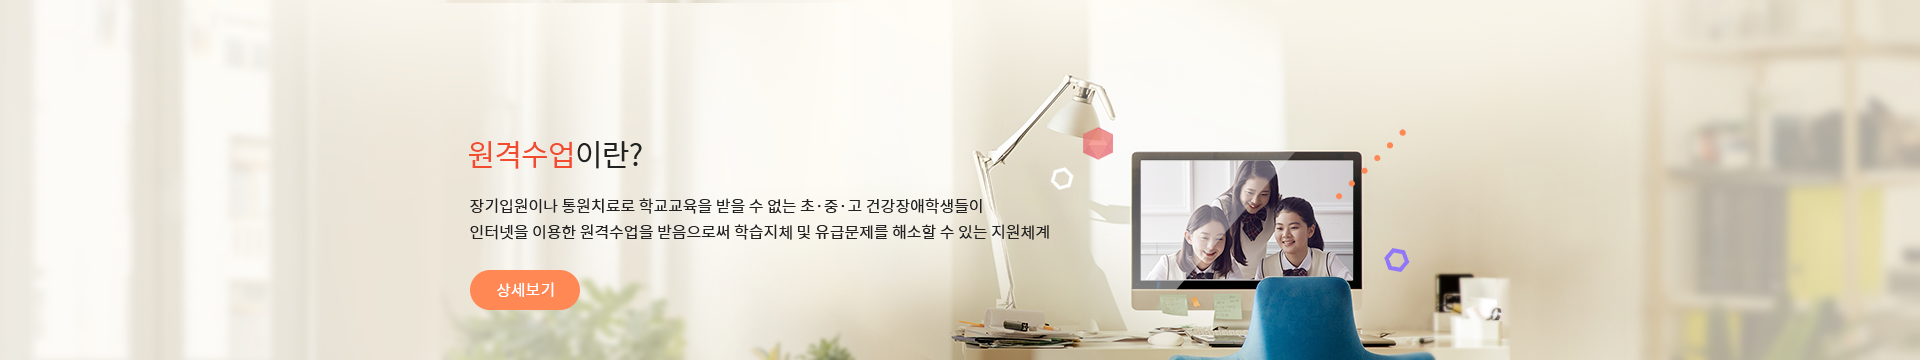 원격수업이란?
장기입원이나 통원치료로 학교교육을 받을 수 없는 초·중·고 건강장애학생들이
인터넷을 이용한 원격수업을 받음으로써 학습지체 및 유급문제를 해소할 수 있는 지원체계
상세보기